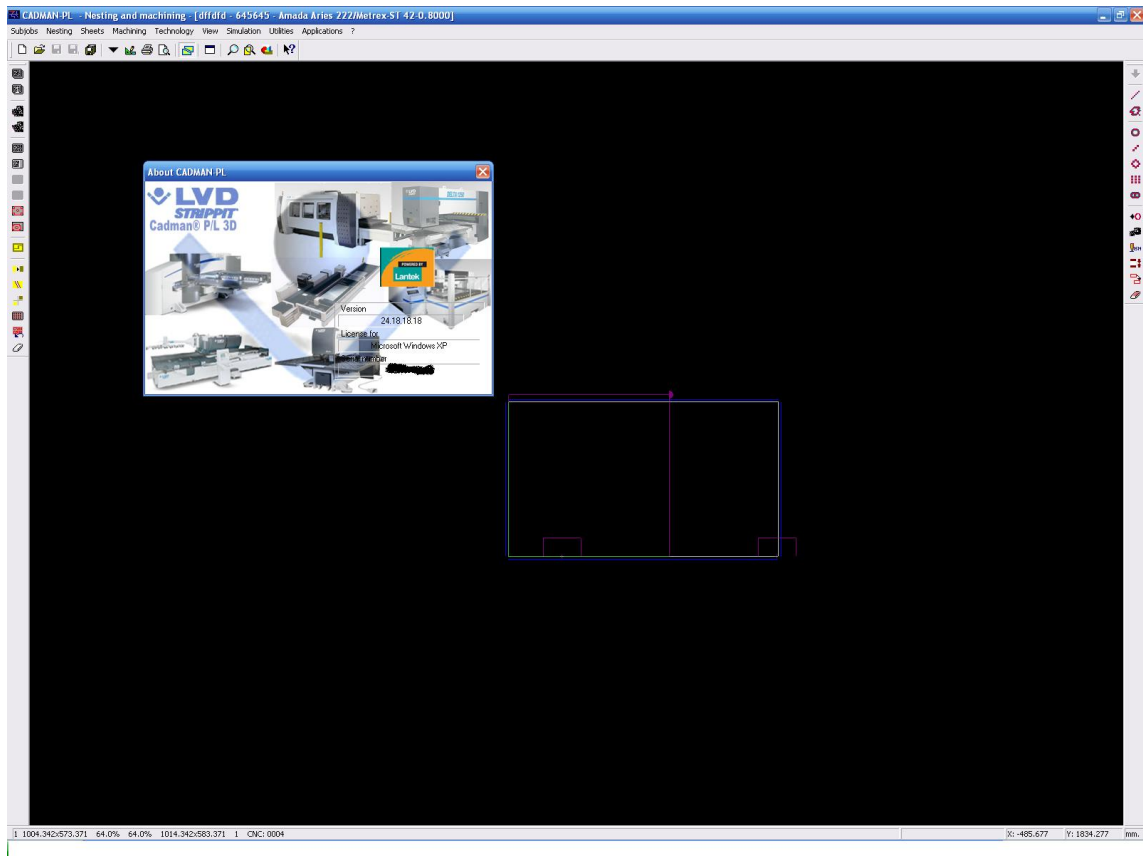 CADMAN-PL - Nesting and machining - [dffdfd - 645645 - Amada Aries 222/Metrex-ST 42-0.8000]
Subjobs Nesting Sheets Machining Technology View Simulation Utilities Applications ?
About CADMAN-PL
LVD
STRIPPIT
Cadman® P/L 3D
POWERED BY
Lantek
Version
24.18.18.18
License for
Microsoft Windows XP
1 1004.342x573.371 64.0% 64.0% 1014.342x583.371 1 CNC: 0004
X: -485.677 Y: 1834.277 mm.